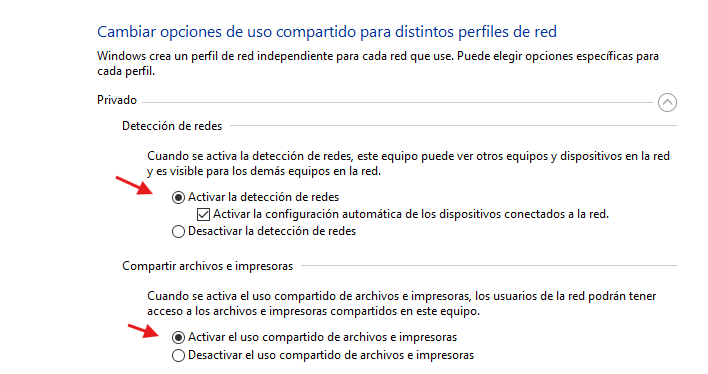 Cambiar opciones de uso compartido para distintos perfiles de red
Windows crea un perfil de red independiente para cada red que use. Puede elegir opciones específicas para
cada perfil.
Privado
Detección de redes
Cuando se activa la detección de redes, este equipo puede ver otros equipos y dispositivos en la red
y es visible para los demás equipos en la red.
Activar la detección de redes
Activar la configuración automática de los dispositivos conectados a la red.
Desactivar la detección de redes
Compartir archivos e impresoras
Cuando se activa el uso compartido de archivos e impresoras, los usuarios de la red podrán tener
acceso a los archivos e impresoras compartidos en este equipo.
Activar el uso compartido de archivos e impresoras
Desactivar el uso compartido de archivos e impresoras